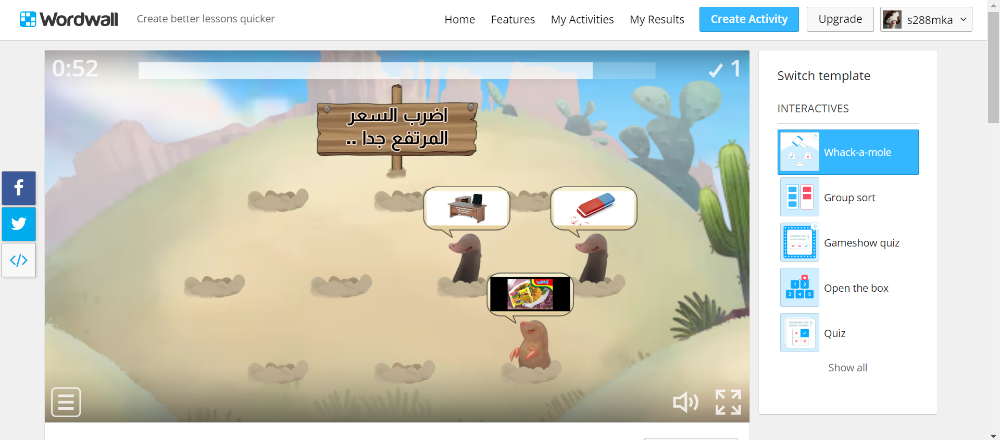 Wordwall
Create better lessons quicker
Home
Features
My Activities
My Results
Create Activity
Upgrade
s288mka
0:52
1
اضرب السعر
المرتفع جدا ..
Switch template
INTERACTIVES
Whack-a-mole
Group sort
Gameshow quiz
Open the box
Quiz
Show all